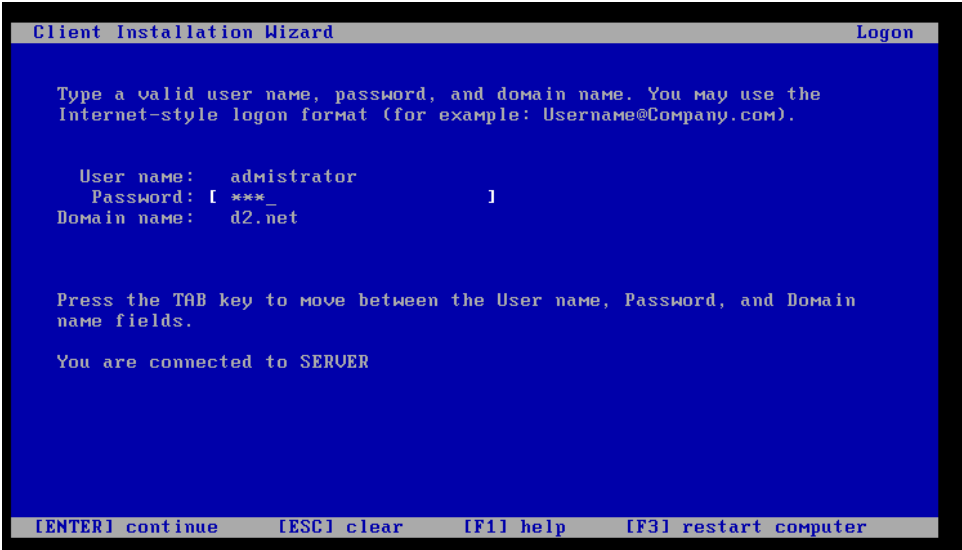 Client Installation Wizard Logon
Type a valid user name, password, and domain name. You may use the
Internet-style logon format (for example: Username@Company.com).
User name: admistrator
Password: [ ***_ ]
Domain name: d2.net
Press the TAB key to move between the User name, Password, and Domain
name fields.
You are connected to SERVER
[ENTER] continue [ESC] clear [F1] help [F3] restart computer